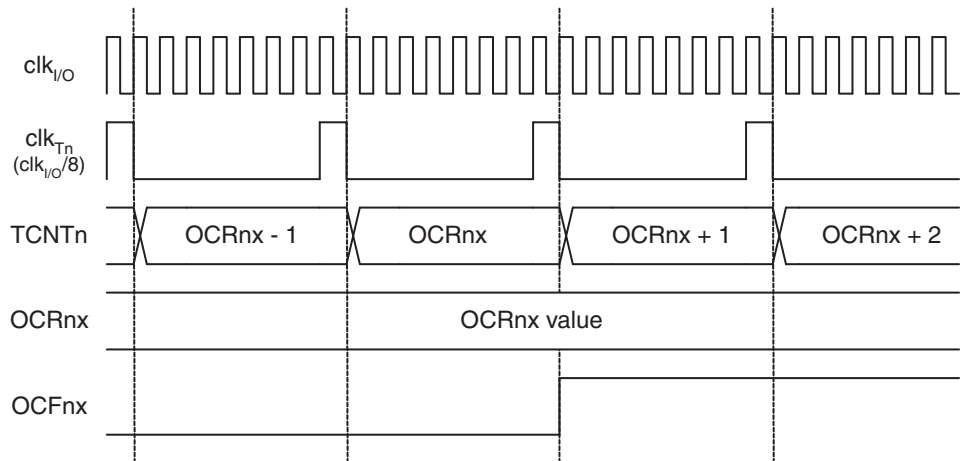 clkI/O
clkTn
(clkI/O/8)
TCNTn OCRnx - 1 OCRnx OCRnx + 1 OCRnx + 2
OCRnx OCRnx value
OCFnx